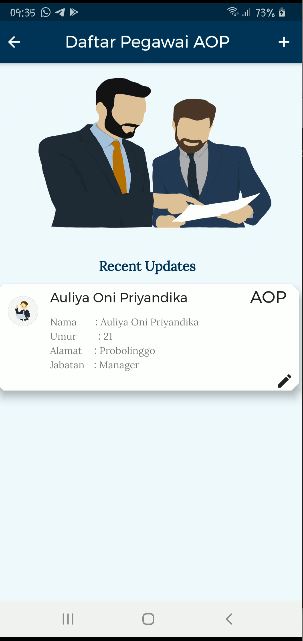 09:35 73%
Daftar Pegawai AOP
Recent Updates
Auliya Oni Priyandika AOP
Nama : Auliya Oni Priyandika
Umur : 21
Alamat : Probolinggo
Jabatan : Manager